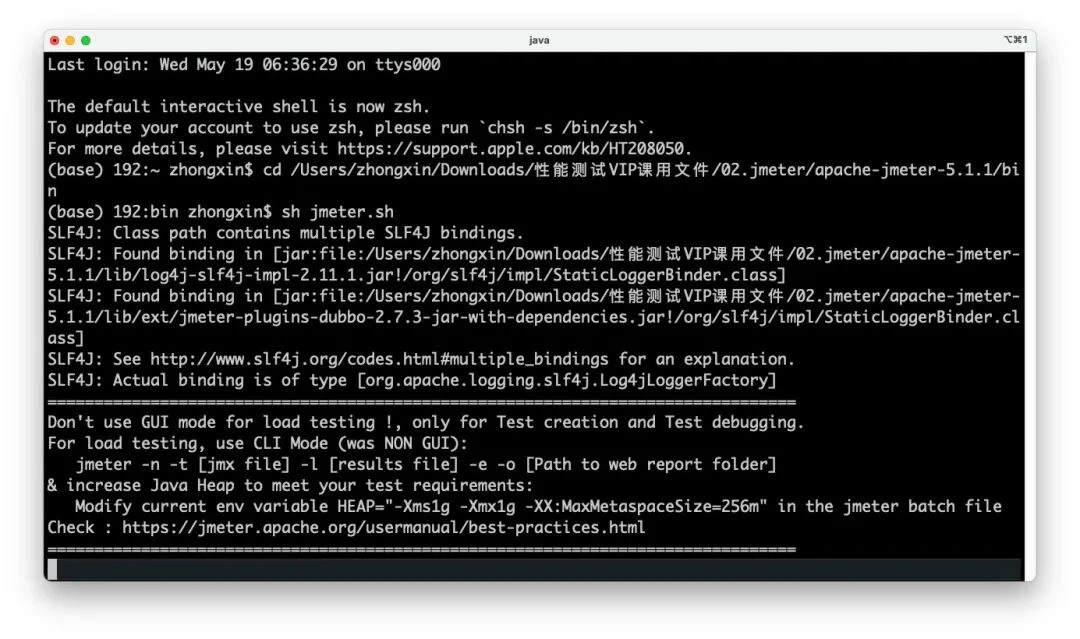 java
⌥⌘1
Last login: Wed May 19 06:36:29 on ttys000
The default interactive shell is now zsh.
To update your account to use zsh, please run `chsh -s /bin/zsh`.
For more details, please visit https://support.apple.com/kb/HT208050.
(base) 192:~ zhongxin$ cd /Users/zhongxin/Downloads/性能测试VIP课用文件/02.jmeter/apache-jmeter-5.1.1/bi
n
(base) 192:bin zhongxin$ sh jmeter.sh
SLF4J: Class path contains multiple SLF4J bindings.
SLF4J: Found binding in [jar:file:/Users/zhongxin/Downloads/性能测试VIP课用文件/02.jmeter/apache-jmeter-
5.1.1/lib/log4j-slf4j-impl-2.11.1.jar!/org/slf4j/impl/StaticLoggerBinder.class]
SLF4J: Found binding in [jar:file:/Users/zhongxin/Downloads/性能测试VIP课用文件/02.jmeter/apache-jmeter-
5.1.1/lib/ext/jmeter-plugins-dubbo-2.7.3-jar-with-dependencies.jar!/org/slf4j/impl/StaticLoggerBinder.cl
ass]
SLF4J: See http://www.slf4j.org/codes.html#multiple_bindings for an explanation.
SLF4J: Actual binding is of type [org.apache.logging.slf4j.Log4jLoggerFactory]
================================================================================
Don't use GUI mode for load testing !, only for Test creation and Test debugging.
For load testing, use CLI Mode (was NON GUI):
   jmeter -n -t [jmx file] -l [results file] -e -o [Path to web report folder]
& increase Java Heap to meet your test requirements:
   Modify current env variable HEAP="-Xms1g -Xmx1g -XX:MaxMetaspaceSize=256m" in the jmeter batch file
Check : https://jmeter.apache.org/usermanual/best-practices.html
================================================================================